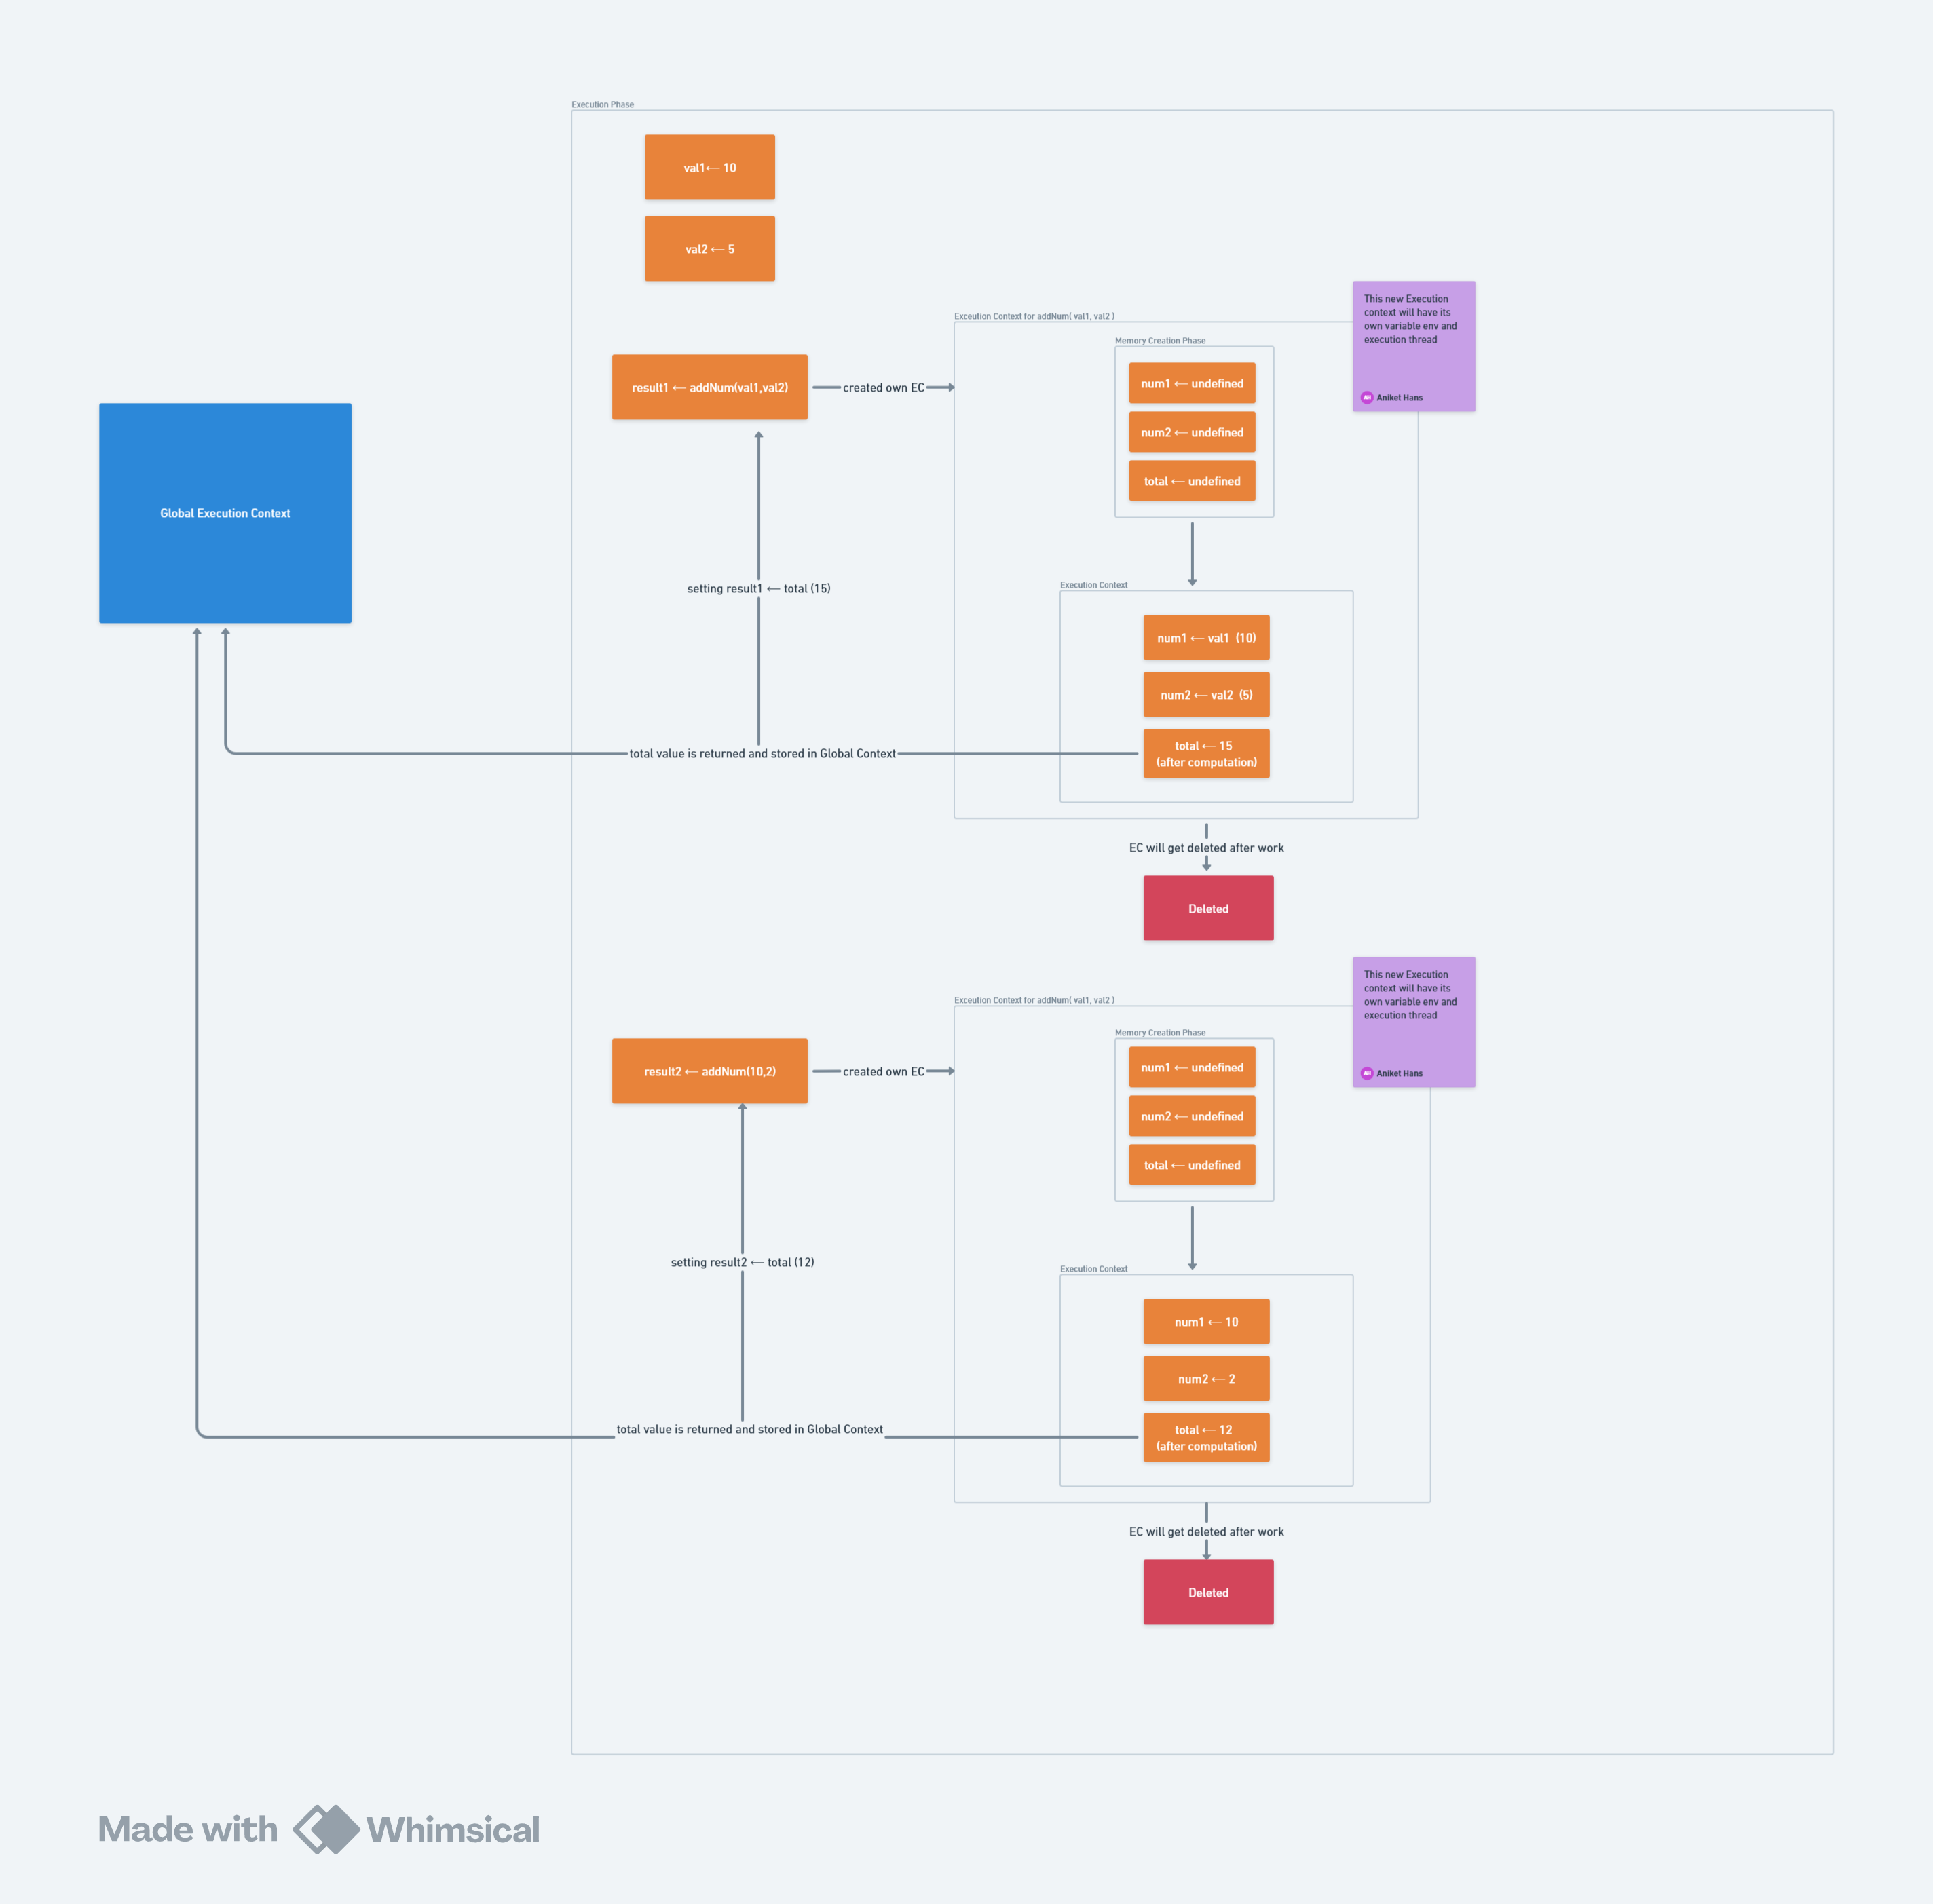 Execution Phase
val1⟵ 10
val2 ⟵ 5
This new Execution
context will have its
own variable env and
execution thread
AH Aniket Hans
Exceution Context for addNum( val1, val2 )
Memory Creation Phase
result1 ⟵ addNum(val1,val2)
created own EC
num1 ⟵ undefined
num2 ⟵ undefined
total ⟵ undefined
Global Execution Context
setting result1 ⟵ total (15)
Execution Context
num1 ⟵ val1  (10)
num2 ⟵ val2  (5)
total ⟵ 15
(after computation)
total value is returned and stored in Global Context
EC will get deleted after work
Deleted
This new Execution
context will have its
own variable env and
execution thread
AH Aniket Hans
Exceution Context for addNum( val1, val2 )
Memory Creation Phase
result2 ⟵ addNum(10,2)
created own EC
num1 ⟵ undefined
num2 ⟵ undefined
total ⟵ undefined
setting result2 ⟵ total (12)
Execution Context
num1 ⟵ 10
num2 ⟵ 2
total ⟵ 12
(after computation)
total value is returned and stored in Global Context
EC will get deleted after work
Deleted
Made with Whimsical